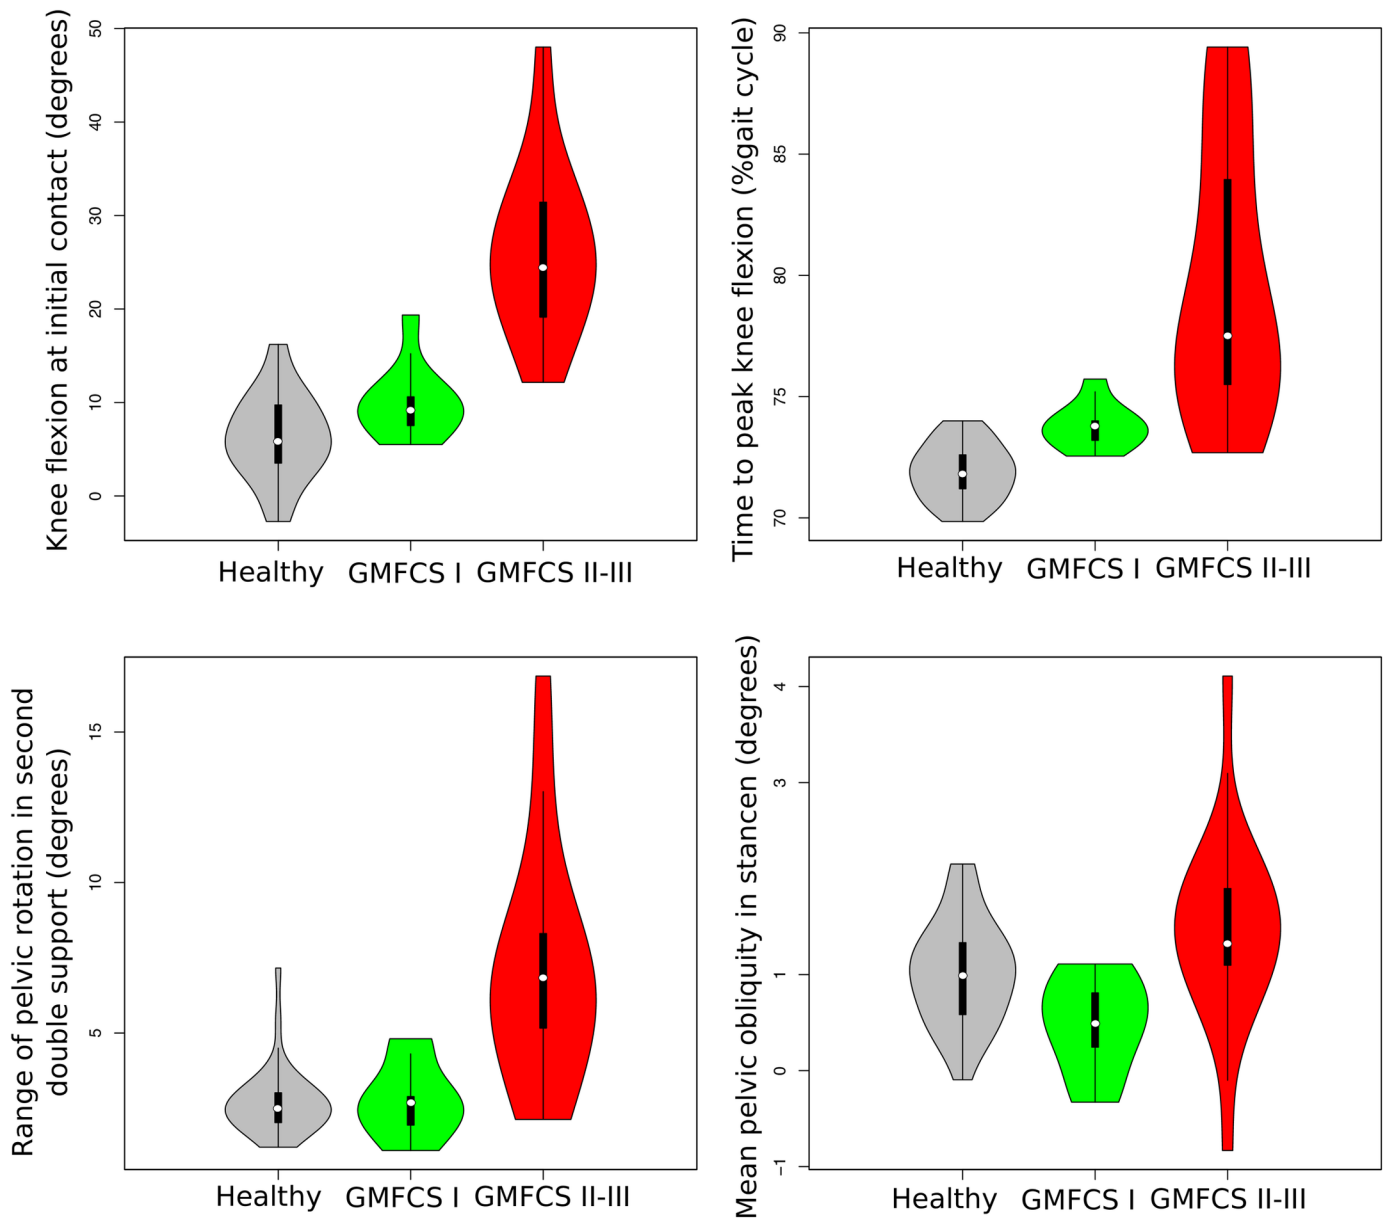 Knee flexion at initial contact (degrees)
50
40
30
20
10
0
Healthy GMFCS I GMFCS II-III
Time to peak knee flexion (%gait cycle)
90
85
80
75
70
Healthy GMFCS I GMFCS II-III
Range of pelvic rotation in second
double support (degrees)
15
10
5
Healthy GMFCS I GMFCS II-III
Mean pelvic obliquity in stancen (degrees)
4
3
1
0
−1
Healthy GMFCS I GMFCS II-III